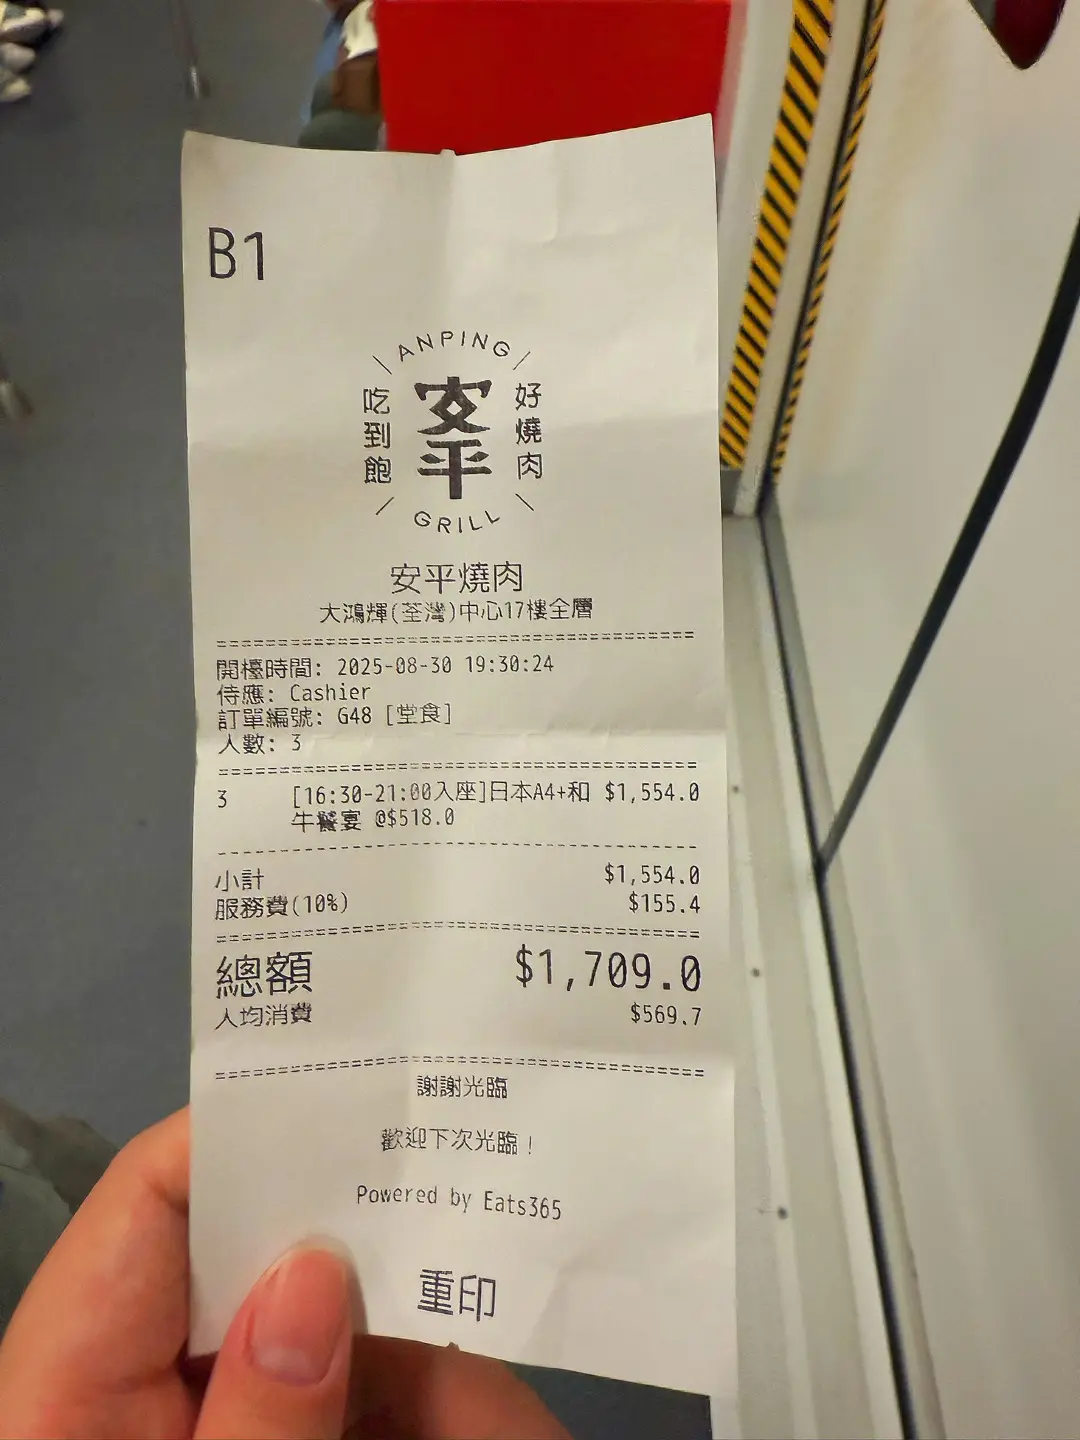 B1
ANPING
吃到飽
安平
好燒肉
GRILL
安平燒肉
大鴻輝(荃灣)中心17樓全層
開檯時間: 2025-08-30 19:30:24
侍應: Cashier
訂單編號: G48 [堂食]
人數: 3
3 [16:30-21:00入座]日本A4+和 $1,554.0
牛饗宴 @$518.0
小計 $1,554.0
服務費(10%) $155.4
總額 $1,709.0
人均消費 $569.7
謝謝光臨
歡迎下次光臨!
Powered by Eats365
重印